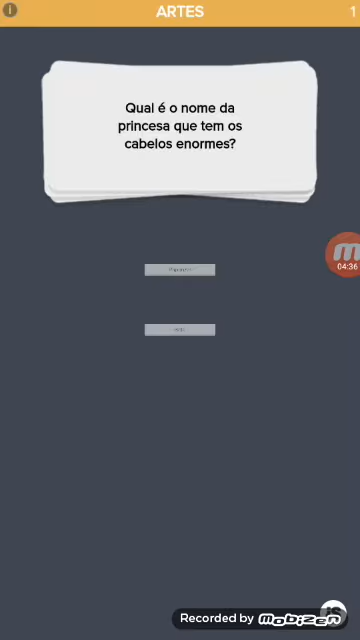 ARTES
1
Qual é o nome da
princesa que tem os
cabelos enormes?
04:36
Recorded by mobizen